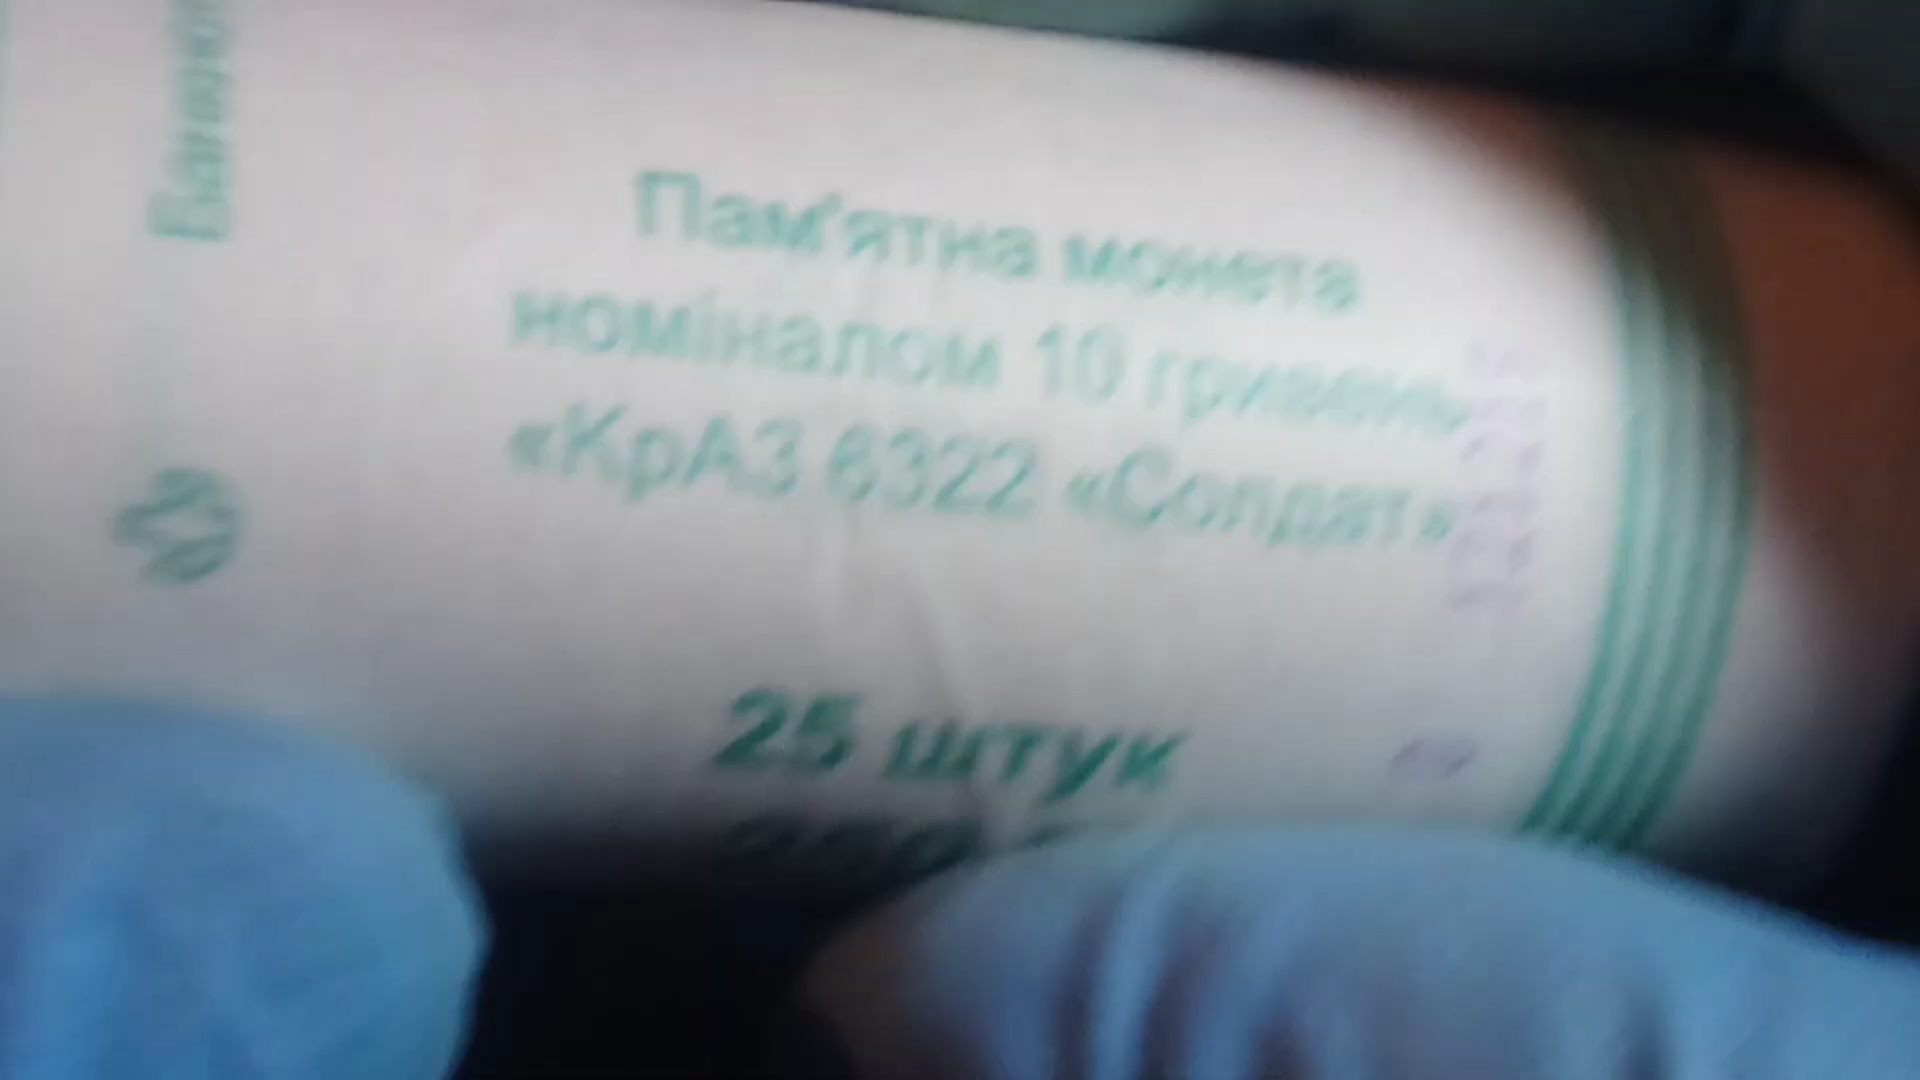 Пам'ятна монета
номіналом 10 гривень
«КрАЗ 6322 «Солдат»
25 штук